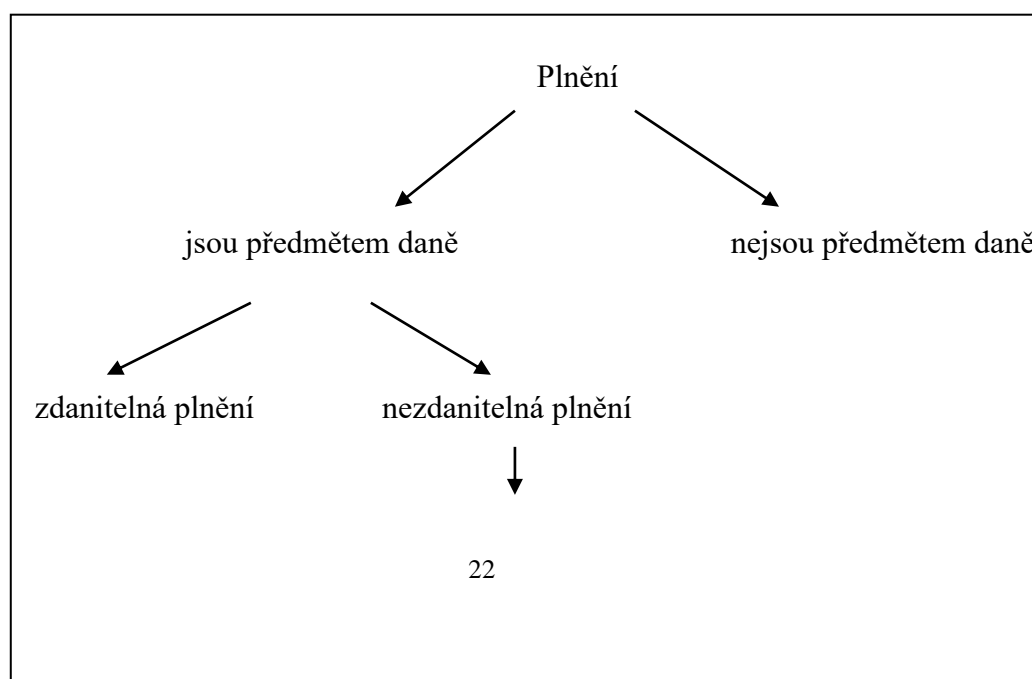 Plnění
jsou předmětem daně nejsou předmětem daně
zdanitelná plnění nezdanitelná plnění
22